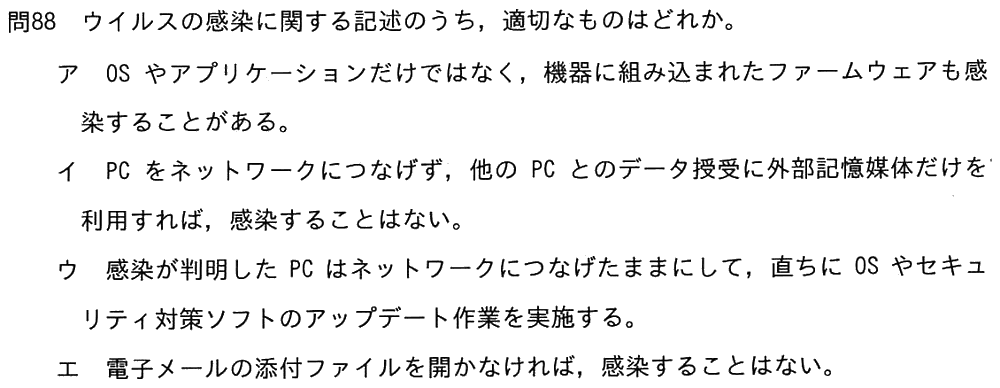 問88 ウイルスの感染に関する記述のうち，適切なものはどれか。
ア OS やアプリケーションだけではなく，機器に組み込まれたファームウェアも感
染することがある。
イ PC をネットワークにつなげず，他の PC とのデータ授受に外部記憶媒体だけを
利用すれば，感染することはない。
ウ 感染が判明した PC はネットワークにつなげたままにして，直ちに OS やセキュ
リティ対策ソフトのアップデート作業を実施する。
エ 電子メールの添付ファイルを開かなければ，感染することはない。